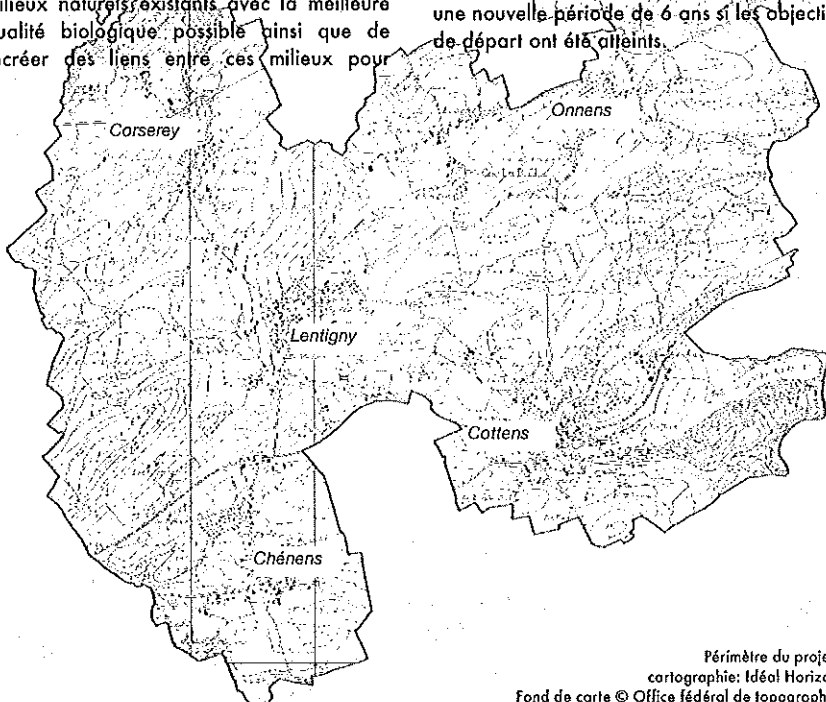 milieux naturels existants avec la meilleure
qualité biologique possible ainsi que de
créer des liens entre ces milieux pour
une nouvelle période de 6 ans si les objecti
de départ ont été atteints.
Corserey
Onnens
Lentigny
Cottens
Chénens
Périmètre du proje
cartographie: Idéal Horizo
Fond de carte © Office fédéral de topograph